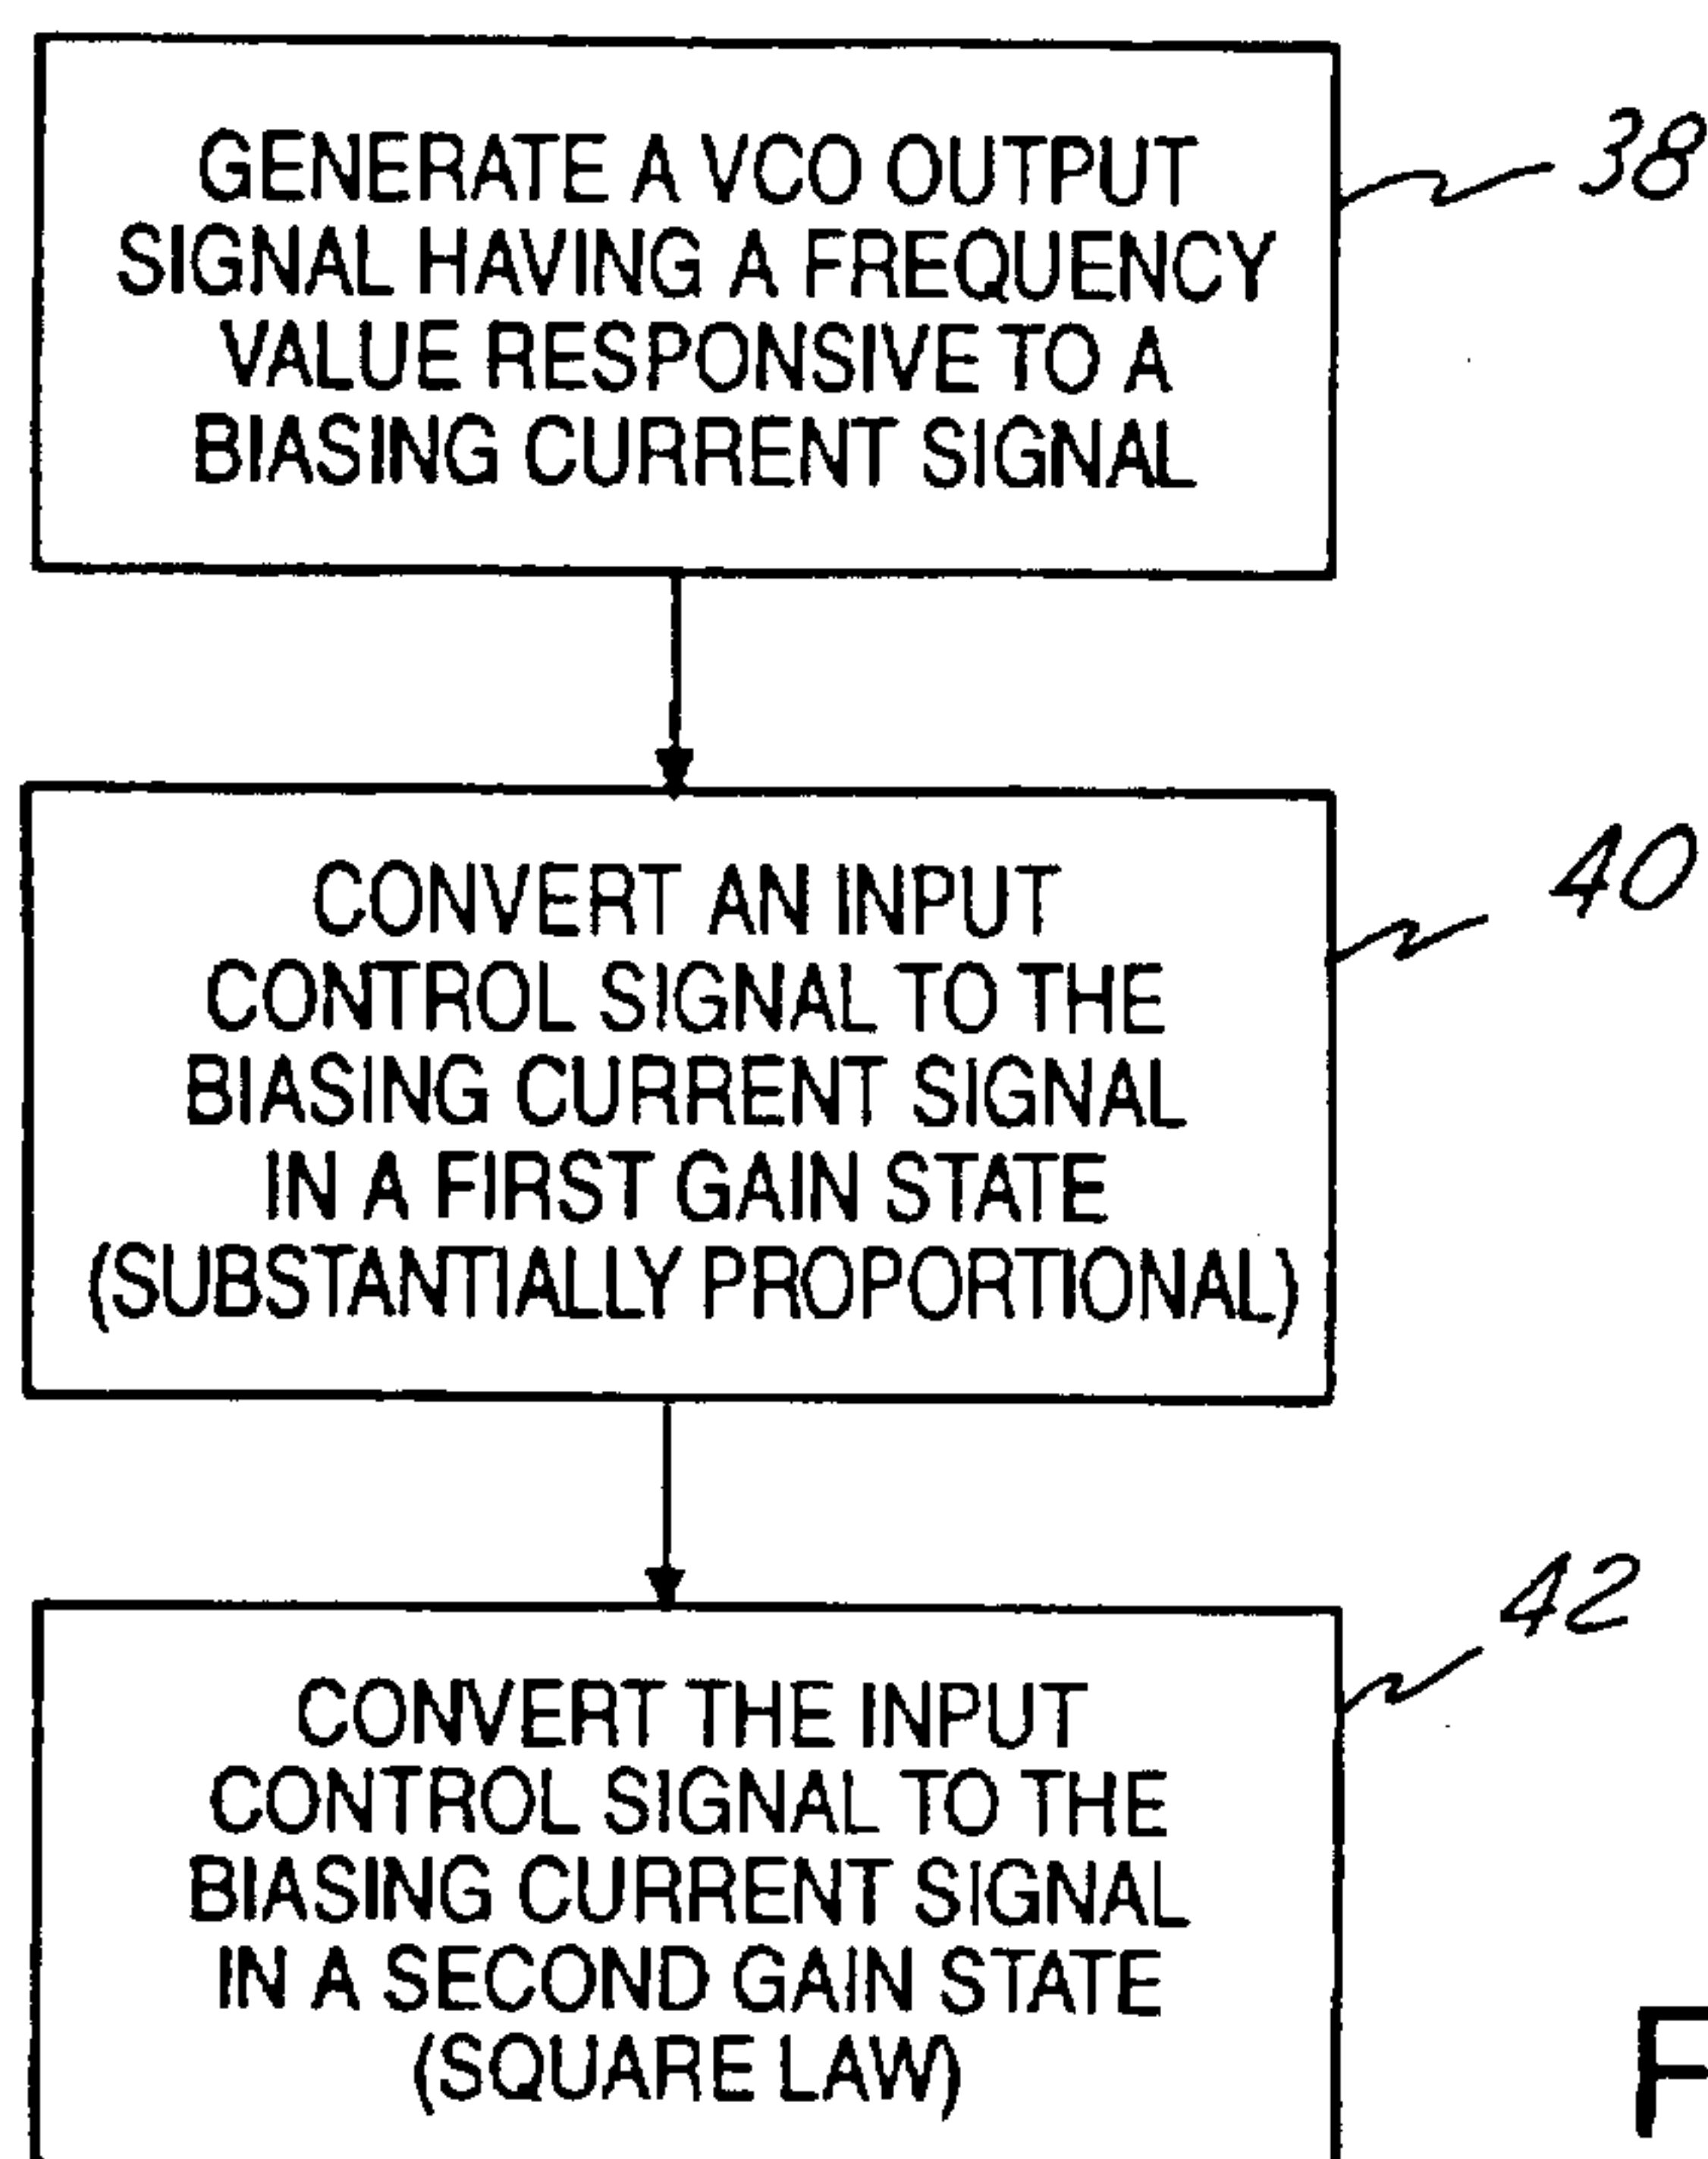 GENERATE A VCO OUTPUT
SIGNAL HAVING A FREQUENCY
VALUE RESPONSIVE TO A
BIASING CURRENT SIGNAL
38
CONVERT AN INPUT
CONTROL SIGNAL TO THE
BIASING CURRENT SIGNAL
IN A FIRST GAIN STATE
(SUBSTANTIALLY PROPORTIONAL)
40
CONVERT THE INPUT
CONTROL SIGNAL TO THE
BIASING CURRENT SIGNAL
IN A SECOND GAIN STATE
(SQUARE LAW)
42
F